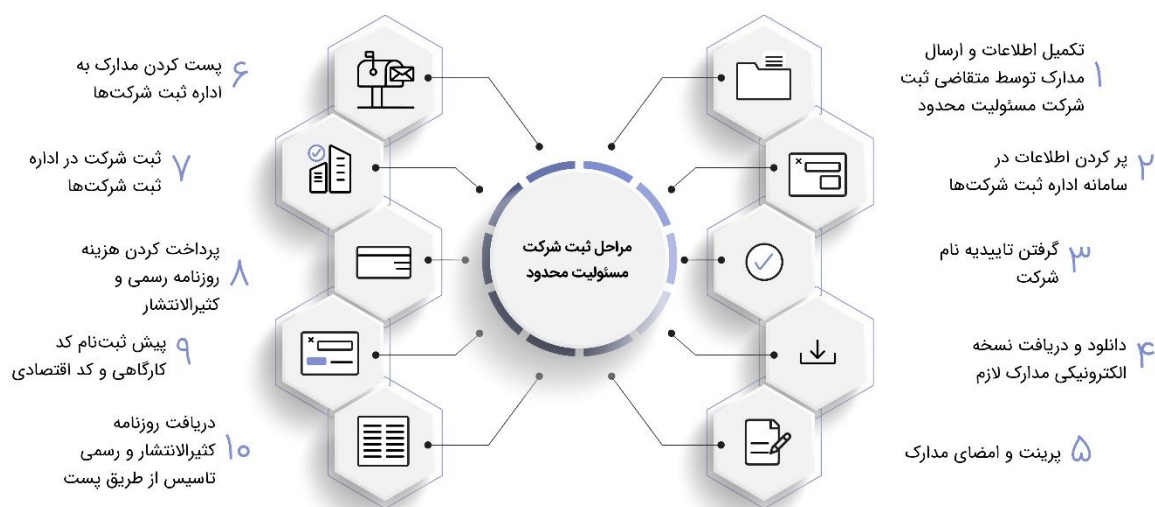 مراحل ثبت شرکت
مسئولیت محدود
۱
تکمیل اطلاعات و ارسال
مدارک توسط متقاضی ثبت
شرکت مسئولیت محدود
۲
پر کردن اطلاعات در
سامانه اداره ثبت شرکت‌ها
۳
گرفتن تاییدیه نام
شرکت
۴
دانلود و دریافت نسخه
الکترونیکی مدارک لازم
۵
پرینت و امضای مدارک
۶
پست کردن مدارک به
اداره ثبت شرکت‌ها
۷
ثبت شرکت در اداره
ثبت شرکت‌ها
۸
پرداخت کردن هزینه
روزنامه رسمی و
کثیرالانتشار
۹
پیش ثبت‌نام کد
کارگاهی و کد اقتصادی
۱۰
دریافت روزنامه
کثیرالانتشار و رسمی
تاسیس از طریق پست